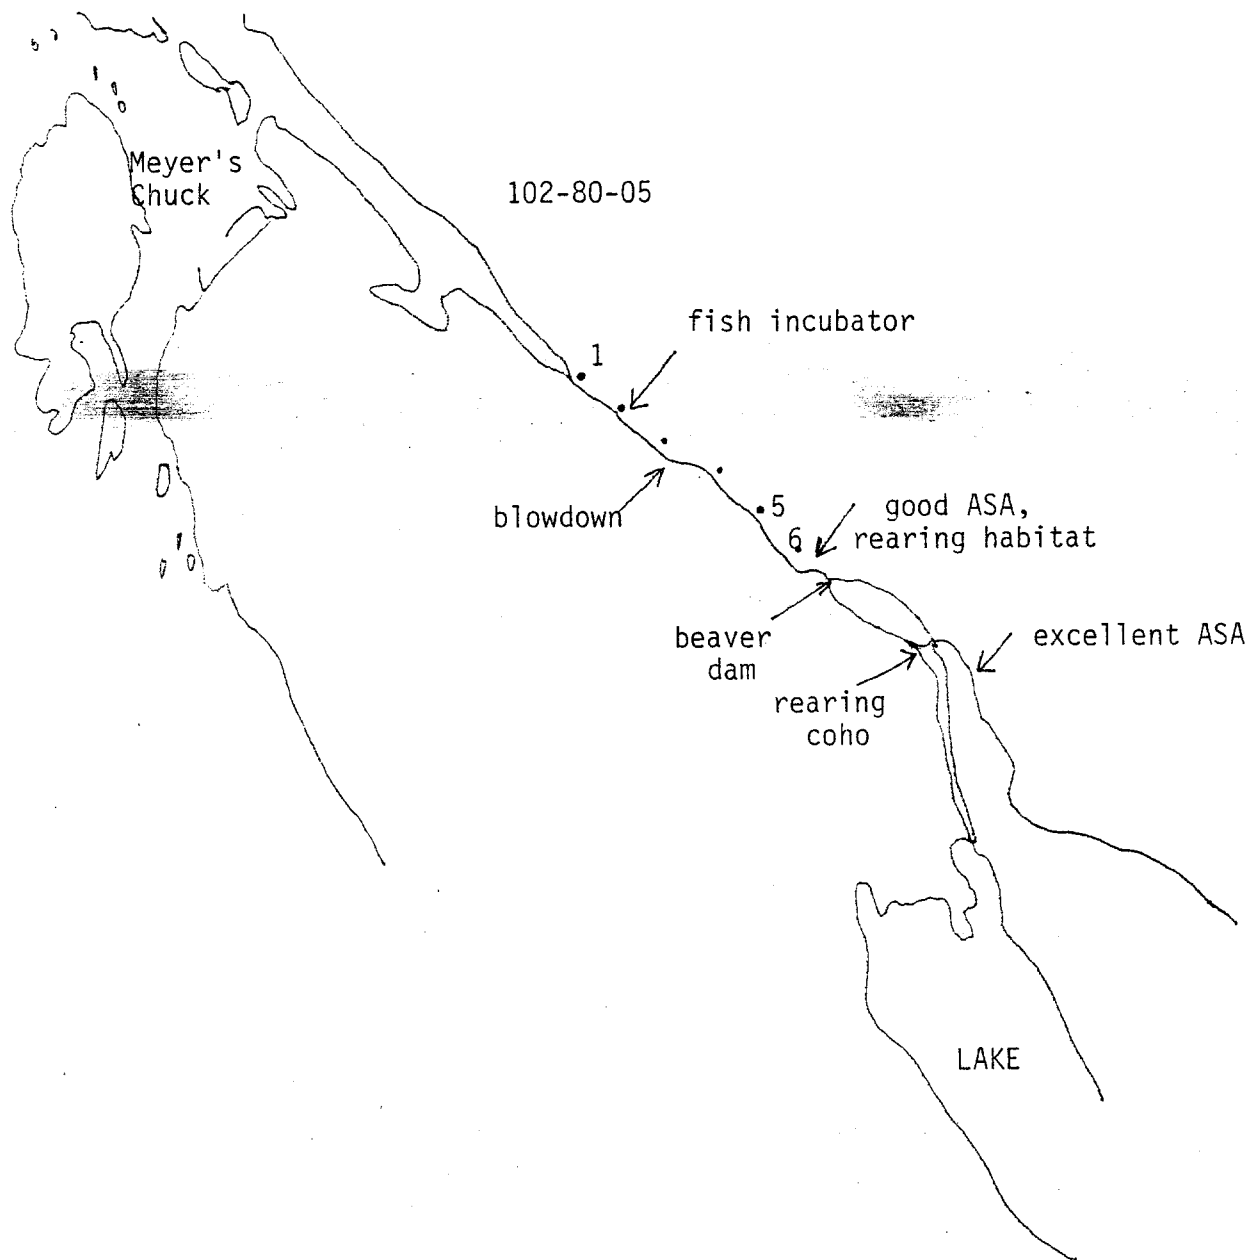 Meyer's
Chuck
102-80-05
fish incubator
1
blowdown
5
good ASA,
6
rearing habitat
beaver
dam
excellent ASA
rearing
coho
LAKE